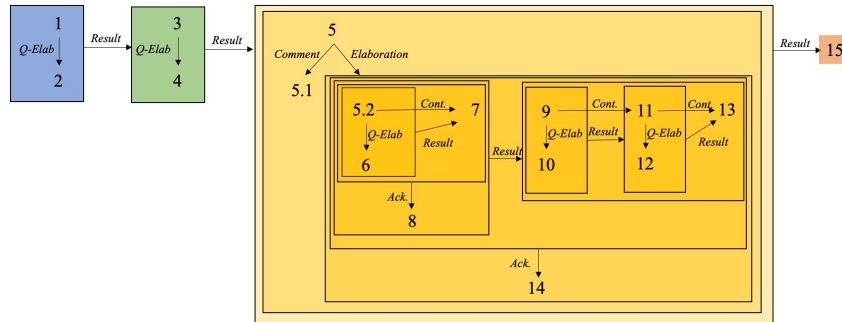 1 3 5
Result Result Result
Q-Elab Q-Elab Comment Elaboration 15
2 4
5.1
5.2 Cont. 7 9 Cont. 11 Cont. 13
Q-Elab Result Q-Elab Result Q-Elab Result
Result
6 10 12
Ack.
8
Ack.
14